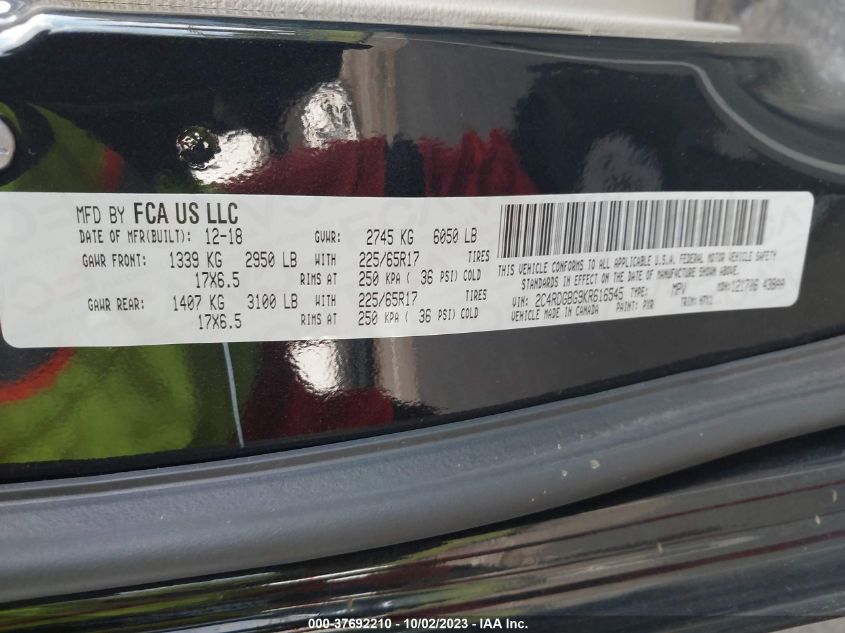 MFD BY FCA US LLC
DATE OF MFR(BUILT): 12-18 GVWR: 2745 KG 6050 LB
GAWR FRONT: 1339 KG 2950 LB WITH 225/65R17 TIRES
17X6.5 RIMS AT 250 KPA ( 36 PSI) COLD
GAWR REAR: 1407 KG 3100 LB WITH 225/65R17 TIRES
17X6.5 RIMS AT 250 KPA ( 36 PSI) COLD
THIS VEHICLE CONFORMS TO ALL APPLICABLE U.S.A. FEDERAL MOTOR VEHICLE SAFETY
STANDARDS IN EFFECT ON THE DATE OF MANUFACTURE SHOWN ABOVE.
VIN: 2C4RDGBG9KR616545 TYPE: MPV MDH: 121706 438AA
VEHICLE MADE IN CANADA PAINT: PXR TRIM:
000-37692210 - 10/02/2023 - IAA Inc.